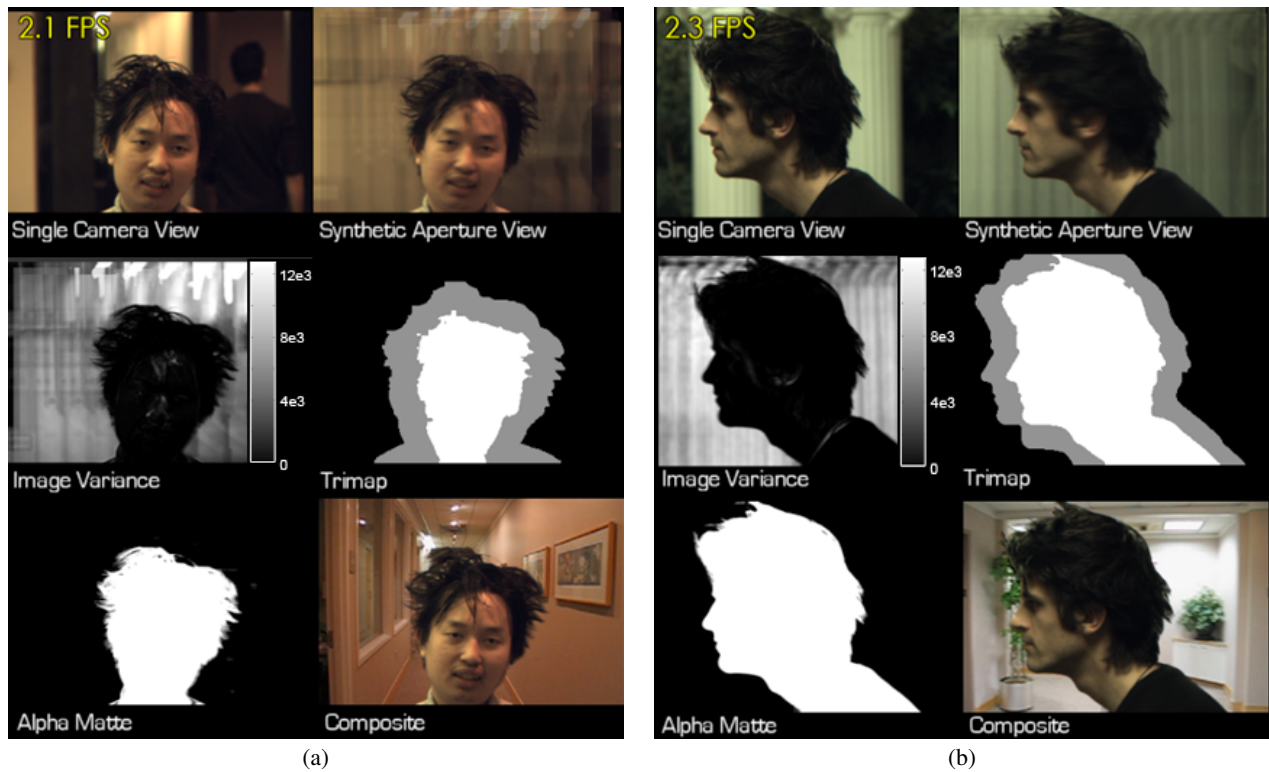 2.1 FPS
Single Camera View
Synthetic Aperture View
12e3
8e3
4e3
0
Image Variance
Trimap
Alpha Matte
Composite
(a)
2.3 FPS
Single Camera View
Synthetic Aperture View
12e3
8e3
4e3
0
Image Variance
Trimap
Alpha Matte
Composite
(b)